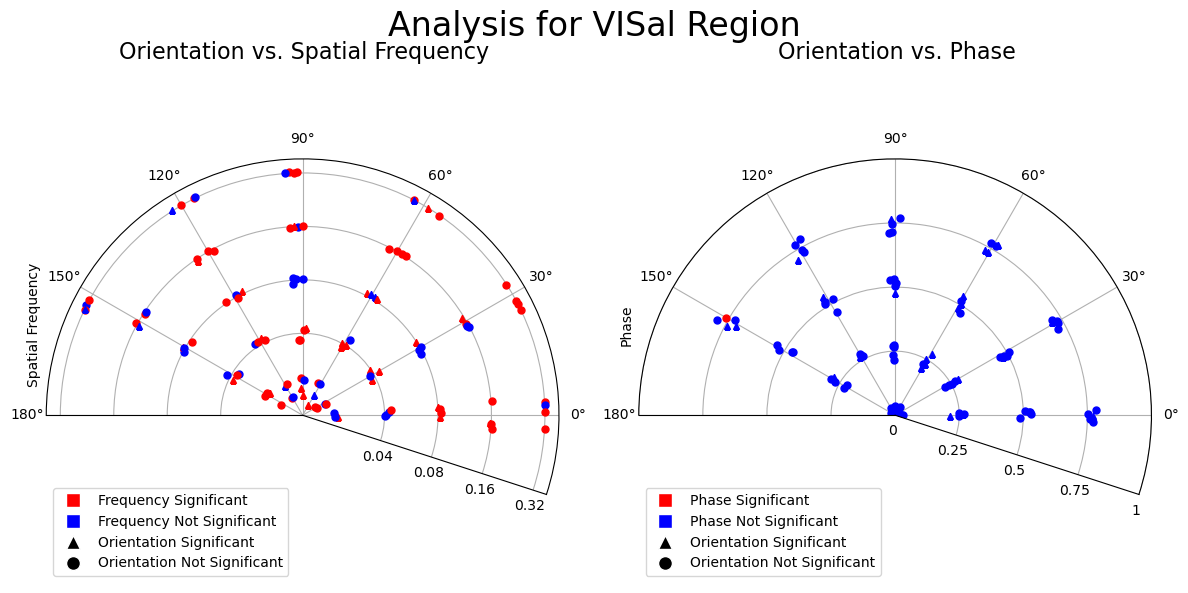 Analysis for VISal Region
Orientation vs. Spatial Frequency
90°
120°
60°
150°
30°
180°
0°
Spatial Frequency
0.04
0.08
0.16
0.32
Frequency Significant
Frequency Not Significant
Orientation Significant
Orientation Not Significant
Orientation vs. Phase
90°
120°
60°
150°
30°
180°
0°
Phase
0
0.25
0.5
0.75
1
Phase Significant
Phase Not Significant
Orientation Significant
Orientation Not Significant